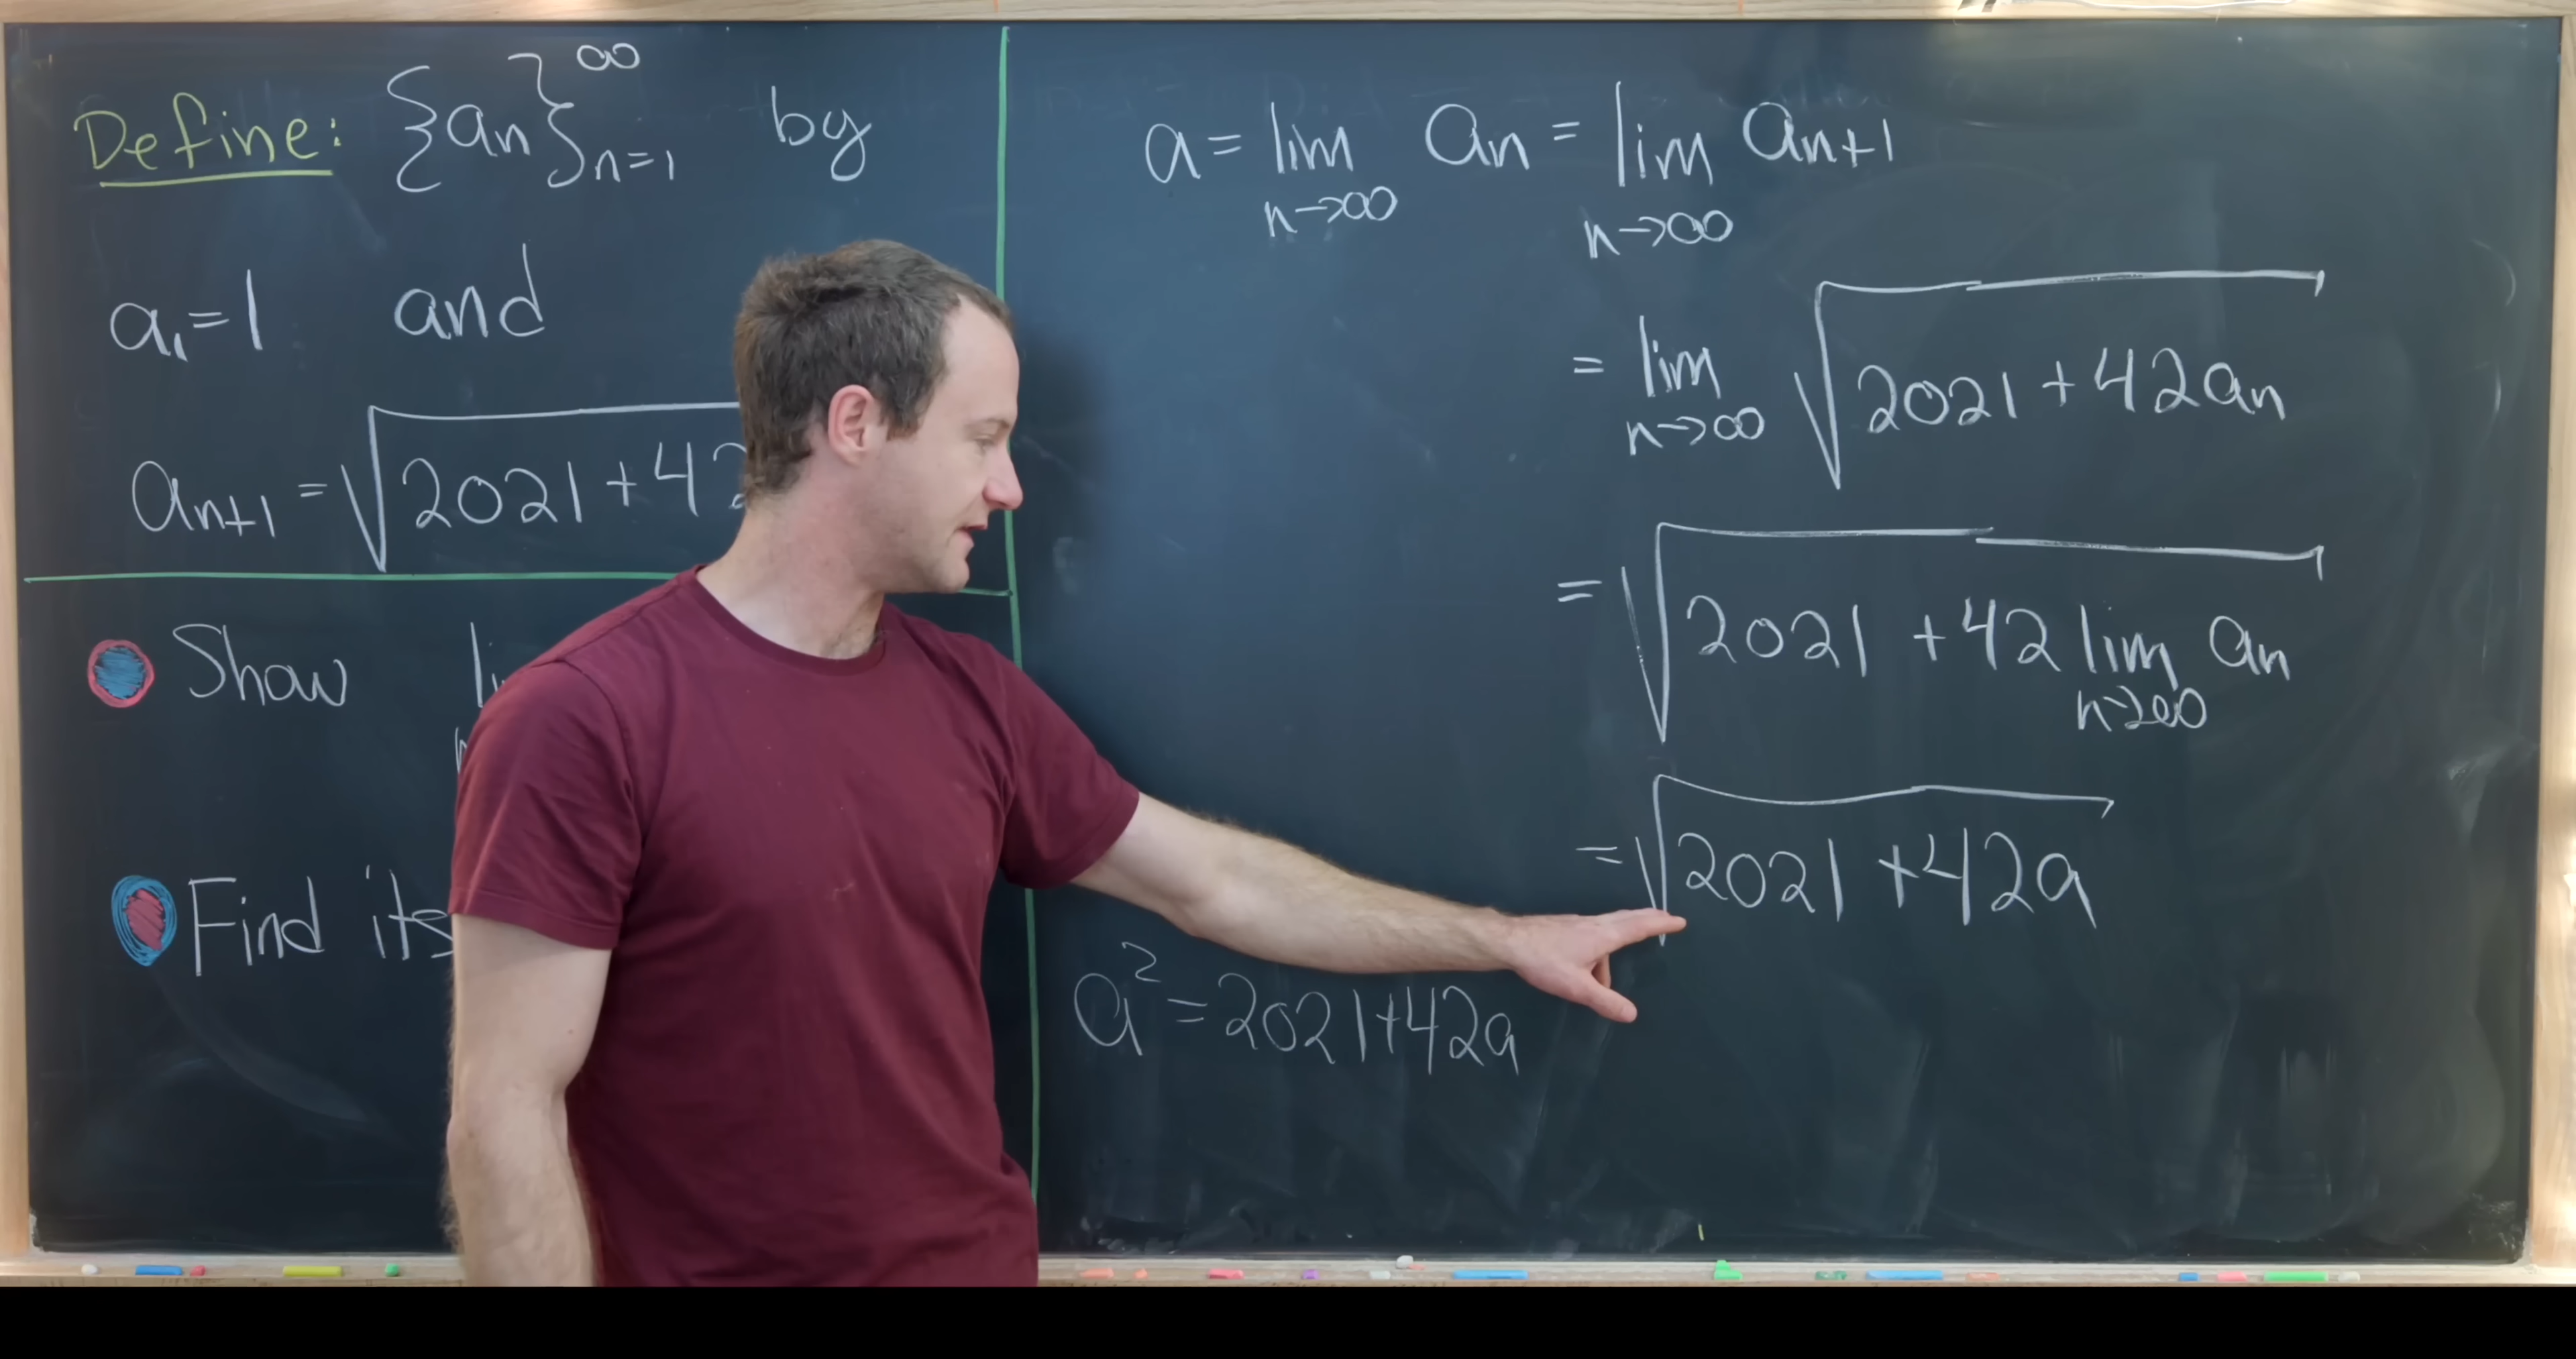 Define: {aₙ}^∞ₙ₌₁ by
a₁=1 and
aₙ₊₁ = √2021+42
Show
Find its
a = lim aₙ = lim aₙ₊₁
n→∞ n→∞
= lim √2021+42aₙ
n→∞
= √2021 +42 lim aₙ
n→∞
= √2021 +42a
a² = 2021+42a